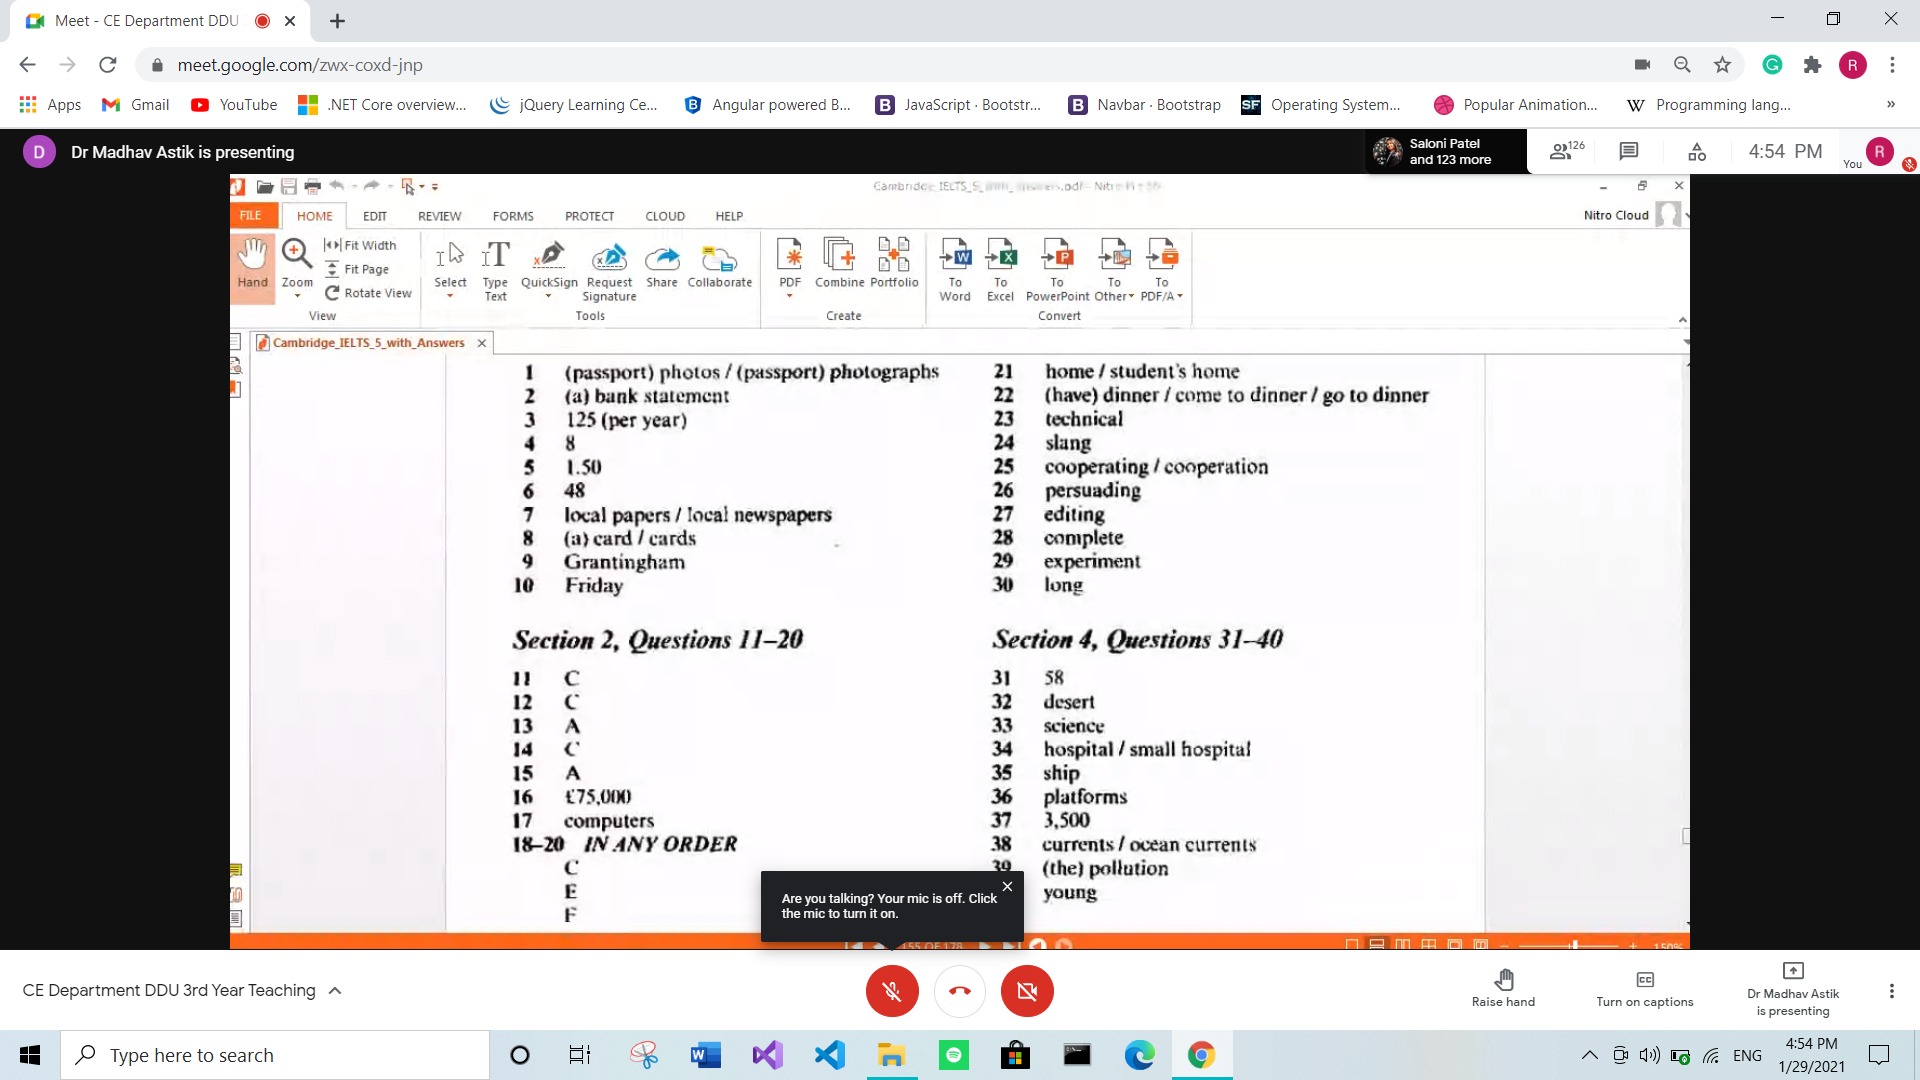 Meet - CE Department DDU
meet.google.com/zwx-coxd-jnp
R
Apps
Gmail
YouTube
.NET Core overview...
jQuery Learning Ce...
Angular powered B...
JavaScript · Bootstr...
Navbar · Bootstrap
SF Operating System...
Popular Animation...
W Programming lang...
»
D Dr Madhav Astik is presenting
Saloni Patel
and 123 more
126
4:54 PM
You
R
Cambridge_IELTS_5_with_Answers.pdf - Nitro
FILE HOME EDIT REVIEW FORMS PROTECT CLOUD HELP
Nitro Cloud
Hand
Zoom
Fit Width
Fit Page
Rotate View
View
Select
Type Text
QuickSign
Request Signature
Share
Collaborate
Tools
PDF
Combine
Portfolio
Create
To Word
To Excel
To PowerPoint
To Other
To PDF/A
Convert
Cambridge_IELTS_5_with_Answers
1 (passport) photos / (passport) photographs
2 (a) bank statement
3 125 (per year)
4 8
5 1.50
6 48
7 local papers / local newspapers
8 (a) card / cards
9 Grantingham
10 Friday
Section 2, Questions 11–20
11 C
12 C
13 A
14 C
15 A
16 £75,000
17 computers
18–20 IN ANY ORDER
C
E
F
21 home / student's home
22 (have) dinner / come to dinner / go to dinner
23 technical
24 slang
25 cooperating / cooperation
26 persuading
27 editing
28 complete
29 experiment
30 long
Section 4, Questions 31–40
31 58
32 desert
33 science
34 hospital / small hospital
35 ship
36 platforms
37 3,500
38 currents / ocean currents
39 (the) pollution
young
Are you talking? Your mic is off. Click
the mic to turn it on.
155 OF 178
150%
CE Department DDU 3rd Year Teaching
Raise hand
Turn on captions
Dr Madhav Astik
is presenting
Type here to search
ENG
4:54 PM
1/29/2021